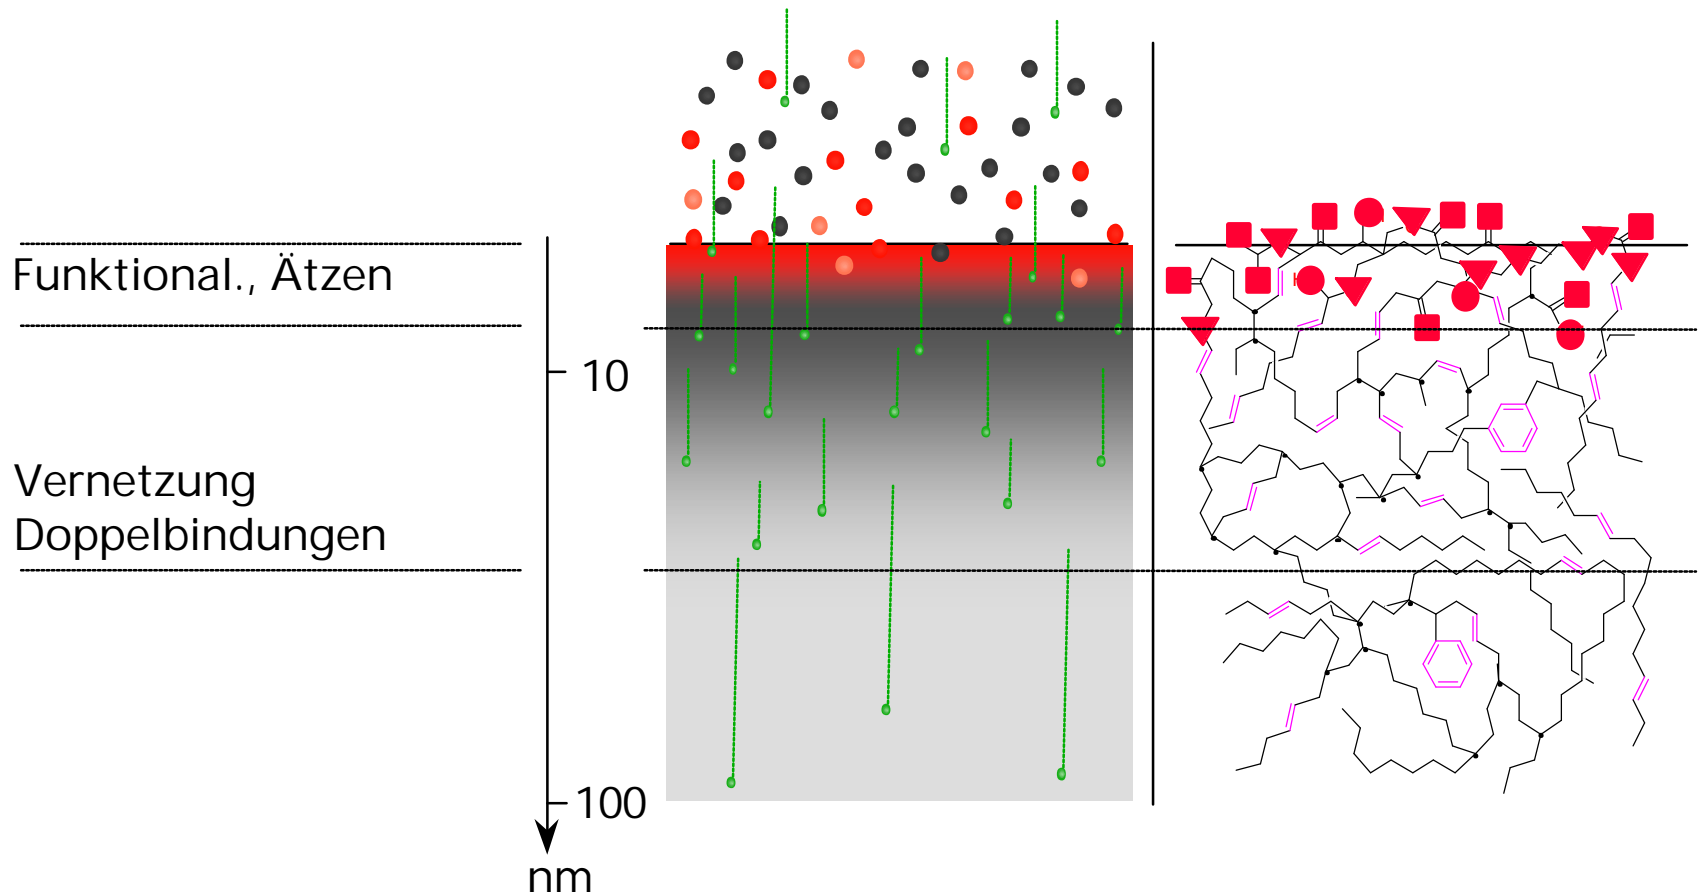 Funktional., Ätzen
10
Vernetzung
Doppelbindungen
100
nm